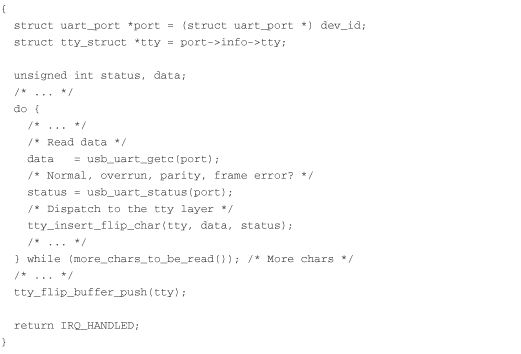 {
  struct uart_port *port = (struct uart_port *) dev_id;
  struct tty_struct *tty = port->info->tty;

  unsigned int status, data;
  /* ... */
  do {
    /* ... */
    /* Read data */
    data   = usb_uart_getc(port);
    /* Normal, overrun, parity, frame error? */
    status = usb_uart_status(port);
    /* Dispatch to the tty layer */
    tty_insert_flip_char(tty, data, status);
    /* ... */
  } while (more_chars_to_be_read()); /* More chars */
  /* ... */
  tty_flip_buffer_push(tty);

  return IRQ_HANDLED;
}